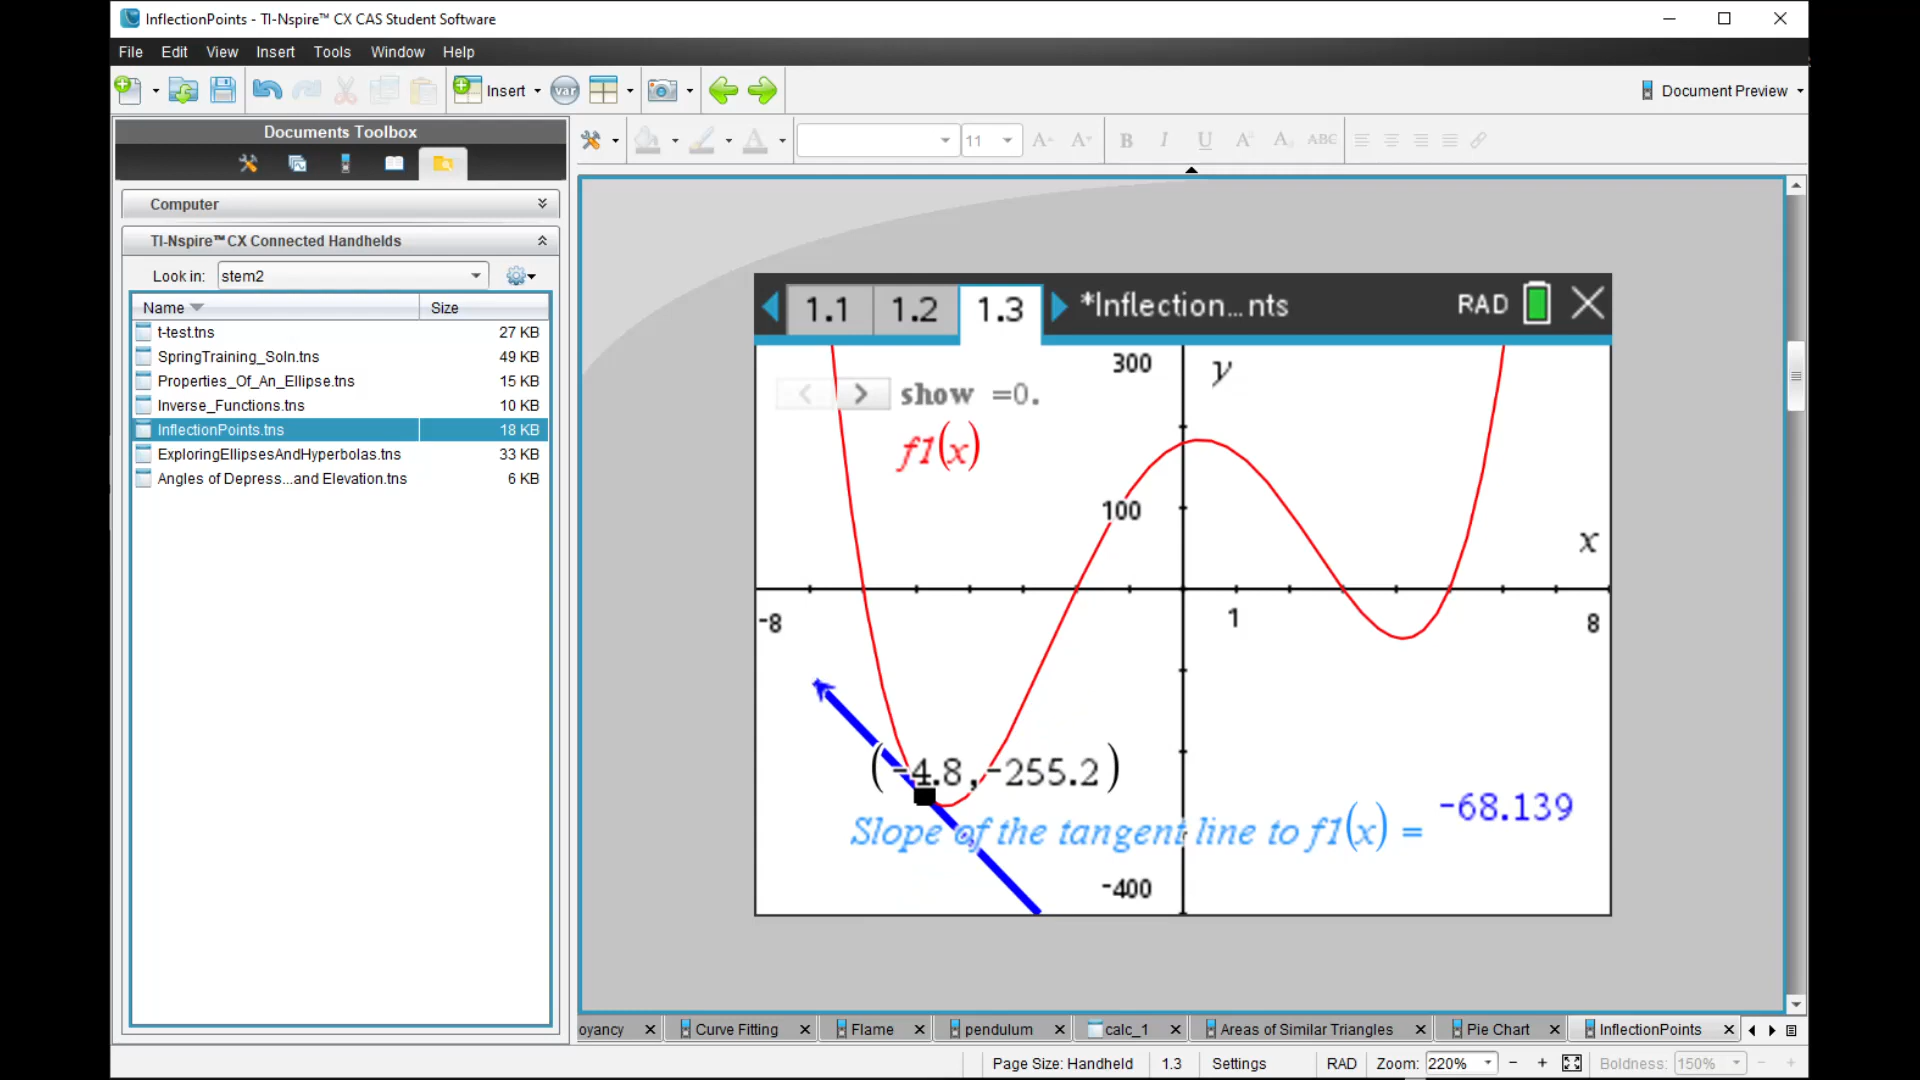 InflectionPoints - TI-Nspire™ CX CAS Student Software
File Edit View Insert Tools Window Help
Insert var Document Preview
Documents Toolbox
11 A A B I U A A ABC
Computer
TI-Nspire™CX Connected Handhelds
Look in: stem2
Name Size
t-test.tns 27 KB
SpringTraining_Soln.tns 49 KB
Properties_Of_An_Ellipse.tns 15 KB
Inverse_Functions.tns 10 KB
InflectionPoints.tns 18 KB
ExploringEllipsesAndHyperbolas.tns 33 KB
Angles of Depress...and Elevation.tns 6 KB
1.1 1.2 1.3 *Inflection...nts RAD
300 y
show =0.
f1(x)
100
x
-8 1 8
(-4.8,-255.2)
Slope of the tangent line to f1(x) = -68.139
-400
oyancy Curve Fitting Flame pendulum calc_1 Areas of Similar Triangles Pie Chart InflectionPoints
Page Size: Handheld 1.3 Settings RAD Zoom: 220% - + Boldness: 150% - +